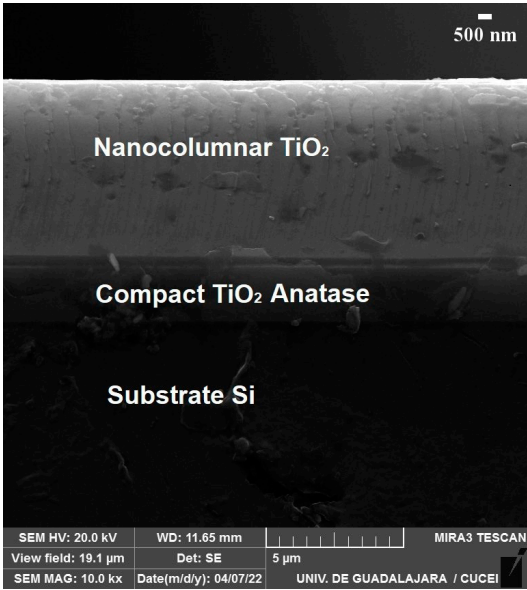 500 nm
Nanocolumnar TiO₂
Compact TiO₂ Anatase
Substrate Si
SEM HV: 20.0 kV WD: 11.65 mm MIRA3 TESCAN
View field: 19.1 µm Det: SE 5 µm
SEM MAG: 10.0 kx Date(m/d/y): 04/07/22 UNIV. DE GUADALAJARA / CUCEI